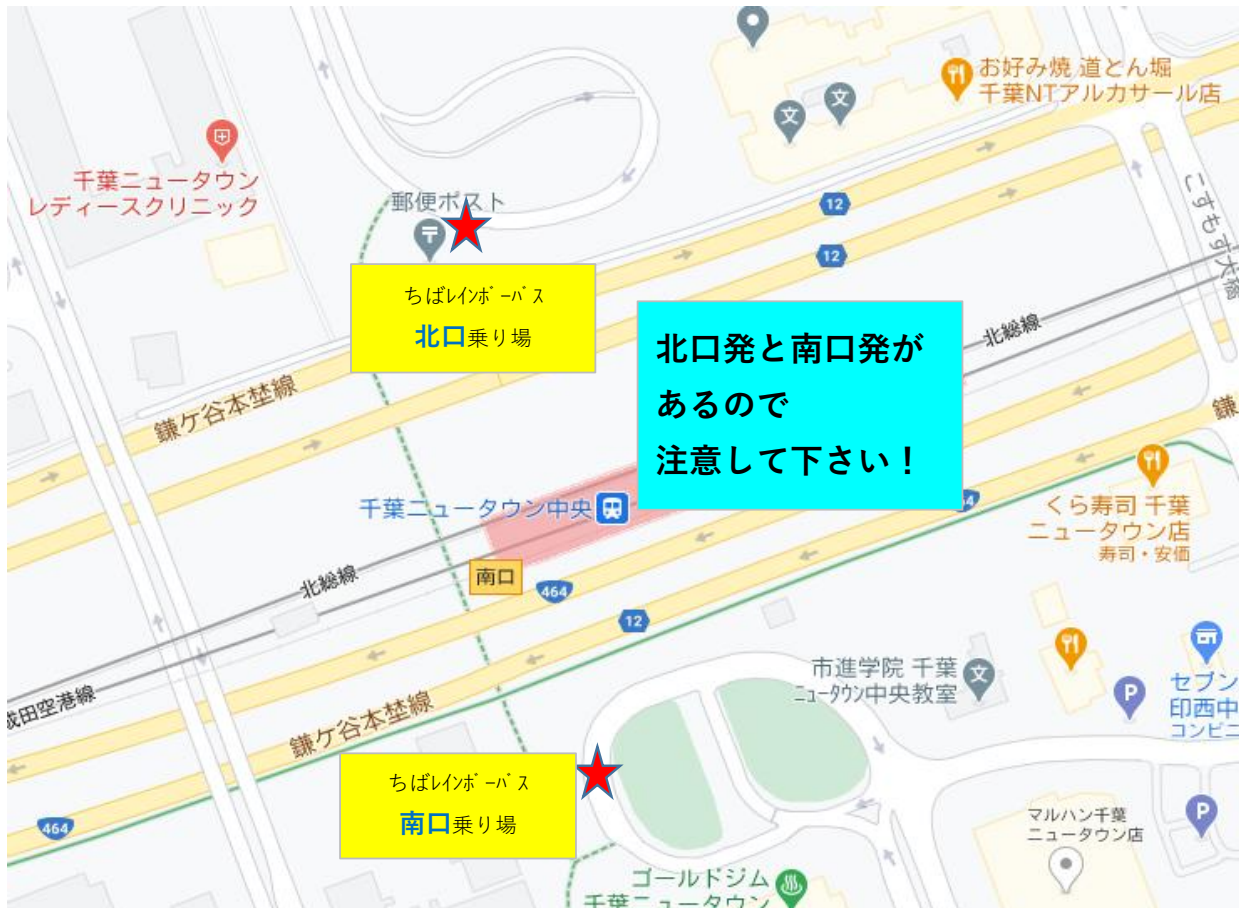 お好み焼 道とん堀
千葉NTアルカサール店
千葉ニュータウン
レディースクリニック
郵便ポスト
12
12
こすもす大橋
ちばﾚｲﾝﾎﾞｰﾊﾞｽ
北口乗り場
北口発と南口発が
あるので
注意して下さい！
北総線
鎌ケ谷本埜線
鎌
千葉ニュータウン中央
くら寿司 千葉
ニュータウン店
寿司・安価
南口
北総線
464
12
市進学院 千葉
ﾆｭｰﾀｳﾝ中央教室
セブン
印西中
コンビニ
P
成田空港線
鎌ケ谷本埜線
ちばﾚｲﾝﾎﾞｰﾊﾞｽ
南口乗り場
464
マルハン千葉
ニュータウン店
P
ゴールドジム
千葉ニュータウン